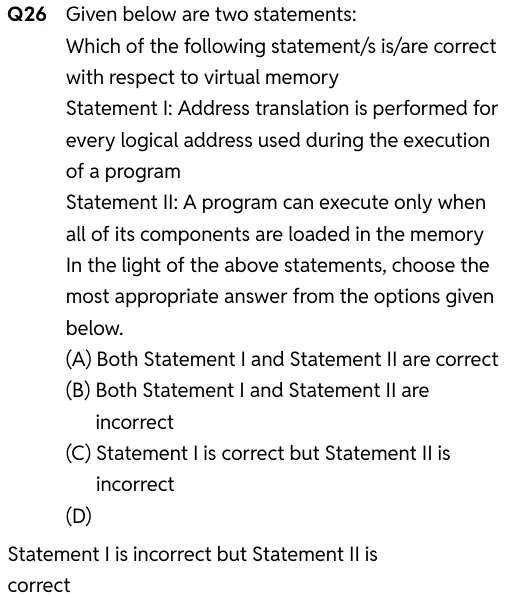 Q26 Given below are two statements:
Which of the following statement/s is/are correct
with respect to virtual memory
Statement I: Address translation is performed for
every logical address used during the execution
of a program
Statement II: A program can execute only when
all of its components are loaded in the memory
In the light of the above statements, choose the
most appropriate answer from the options given
below.
(A) Both Statement I and Statement II are correct
(B) Both Statement I and Statement II are
incorrect
(C) Statement I is correct but Statement II is
incorrect
(D)
Statement I is incorrect but Statement II is
correct